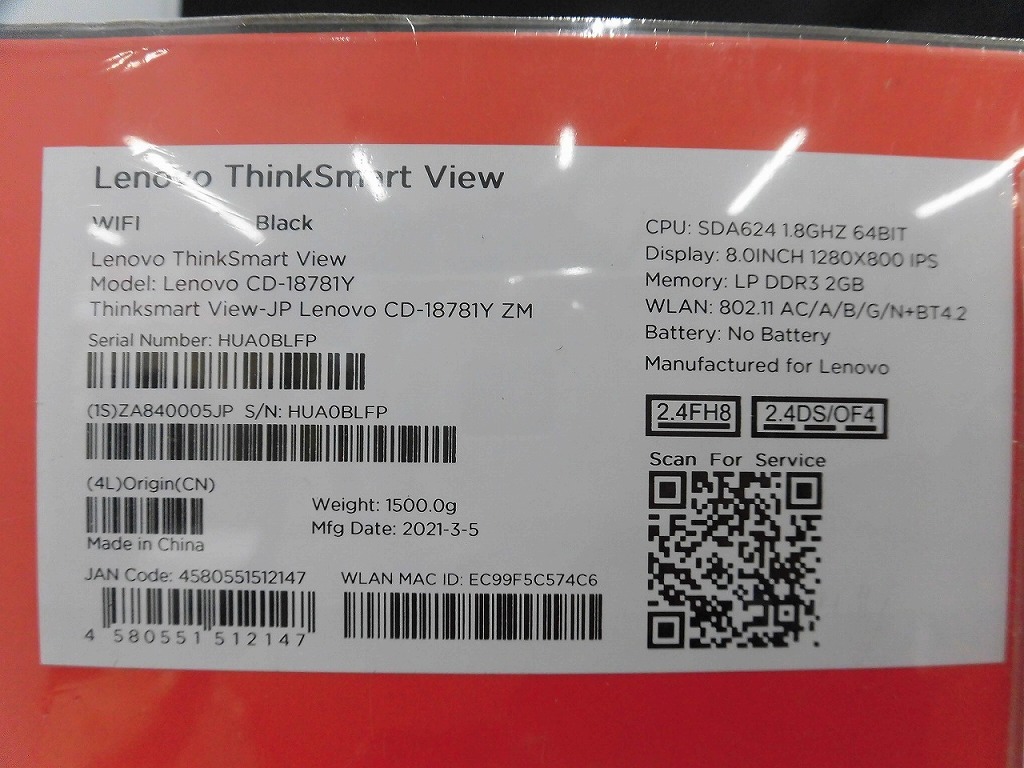 Lenovo ThinkSmart View
WIFI Black
Lenovo ThinkSmart View
Model: Lenovo CD-18781Y
Thinksmart View-JP Lenovo CD-18781Y ZM
Serial Number: HUA0BLFP
(1S)ZA840005JP S/N: HUA0BLFP
(4L)Origin(CN)
Made in China
Weight: 1500.0g
Mfg Date: 2021-3-5
JAN Code: 4580551512147
4 580551 512147
WLAN MAC ID: EC99F5C574C6
CPU: SDA624 1.8GHZ 64BIT
Display: 8.0INCH 1280X800 IPS
Memory: LP DDR3 2GB
WLAN: 802.11 AC/A/B/G/N+BT4.2
Battery: No Battery
Manufactured for Lenovo
2.4FH8 2.4DS/OF4
Scan For Service